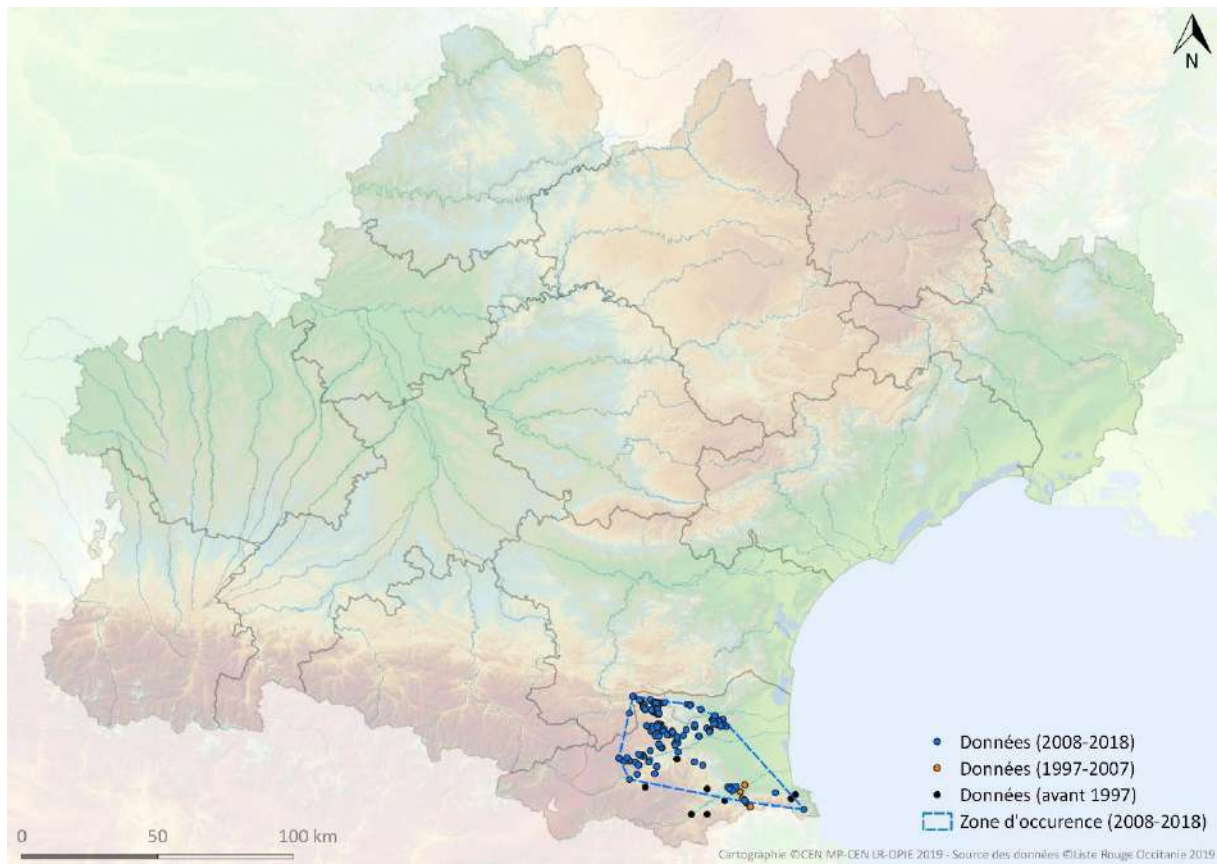 N
Données (2008-2018)
Données (1997-2007)
Données (avant 1997)
Zone d'occurence (2008-2018)
0 50 100 km
Cartographie ©CEN MP-CEN LR-OPIE 2019 - Source des données ©Liste Rouge Occitanie 2019